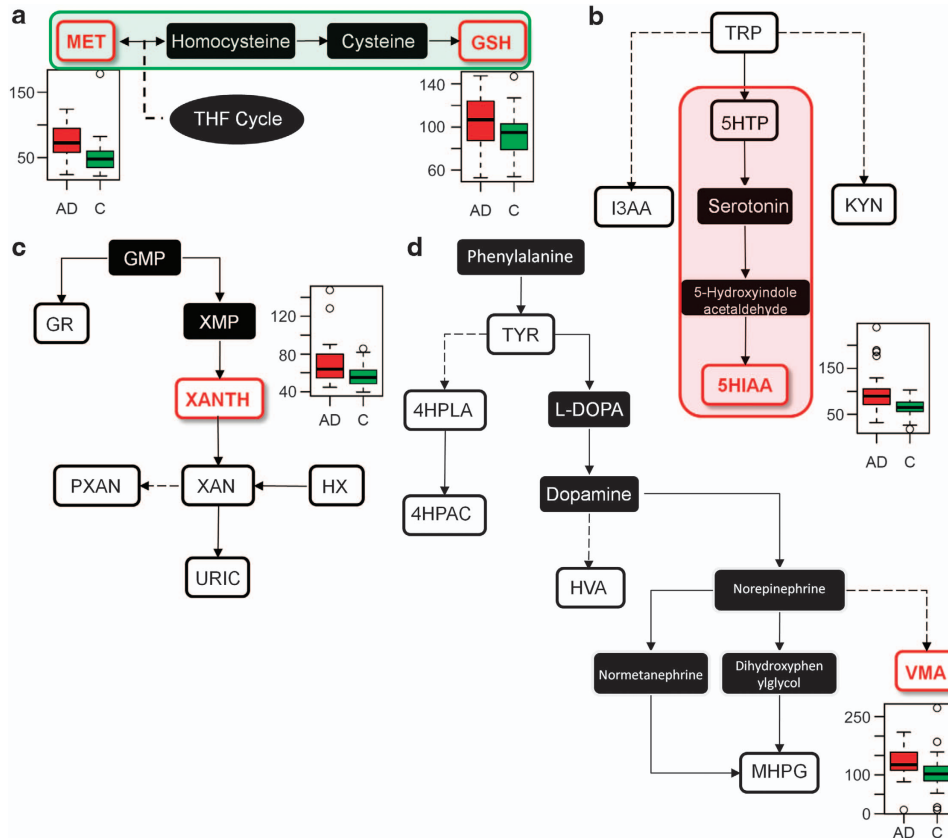 a
MET
Homocysteine
Cysteine
GSH
THF Cycle
150
50
AD C
140
100
60
AD C
b
TRP
5HTP
I3AA
Serotonin
KYN
5-Hydroxyindole
acetaldehyde
5HIAA
150
50
AD C
c
GMP
GR
XMP
XANTH
120
80
40
AD C
PXAN
XAN
HX
URIC
d
Phenylalanine
TYR
4HPLA
L-DOPA
4HPAC
Dopamine
HVA
Norepinephrine
Normetanephrine
Dihydroxyphen
ylglycol
VMA
MHPG
250
100
0
AD C